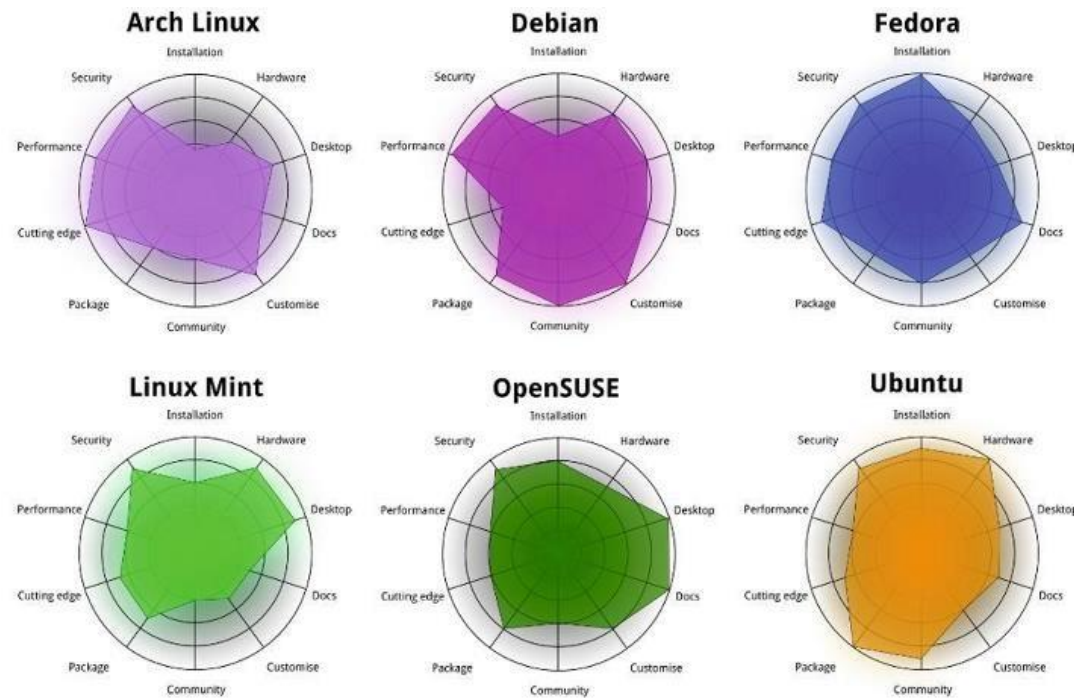 Arch Linux
Installation
Security
Hardware
Performance
Desktop
Cutting edge
Docs
Package
Customise
Community
Debian
Installation
Security
Hardware
Performance
Desktop
Cutting edge
Docs
Package
Customise
Community
Fedora
Installation
Security
Hardware
Performance
Desktop
Cutting edge
Docs
Package
Customise
Community
Linux Mint
Installation
Security
Hardware
Performance
Desktop
Cutting edge
Docs
Package
Customise
Community
OpenSUSE
Installation
Security
Hardware
Performance
Desktop
Cutting edge
Docs
Package
Customise
Community
Ubuntu
Installation
Security
Hardware
Performance
Desktop
Cutting edge
Docs
Package
Customise
Community